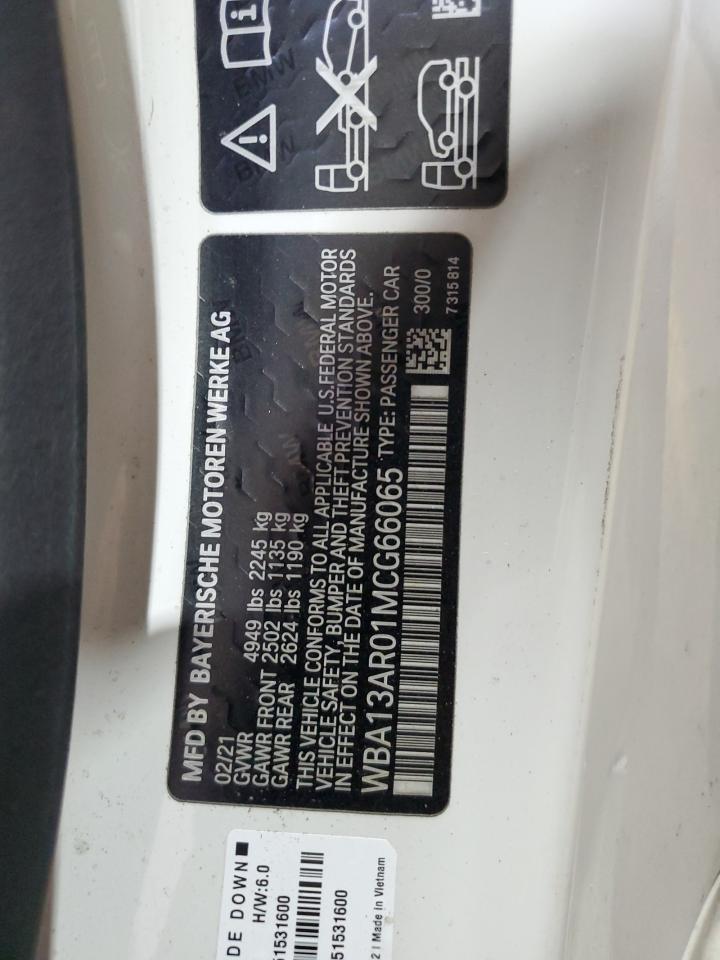 MFD BY BAYERISCHE MOTOREN WERKE AG
02/21
GVWR 4949 lbs 2245 kg
GAWR FRONT 2502 lbs 1135 kg
GAWR REAR 2624 lbs 1190 kg
THIS VEHICLE CONFORMS TO ALL APPLICABLE U.S.FEDERAL MOTOR
VEHICLE SAFETY, BUMPER AND THEFT PREVENTION STANDARDS
IN EFFECT ON THE DATE OF MANUFACTURE SHOWN ABOVE.
WBA13AR01MCG66065 TYPE: PASSENGER CAR
300/0
7315814
DE DOWN
H/W:6.0
51531600
51531600
2 | Made in Vietnam